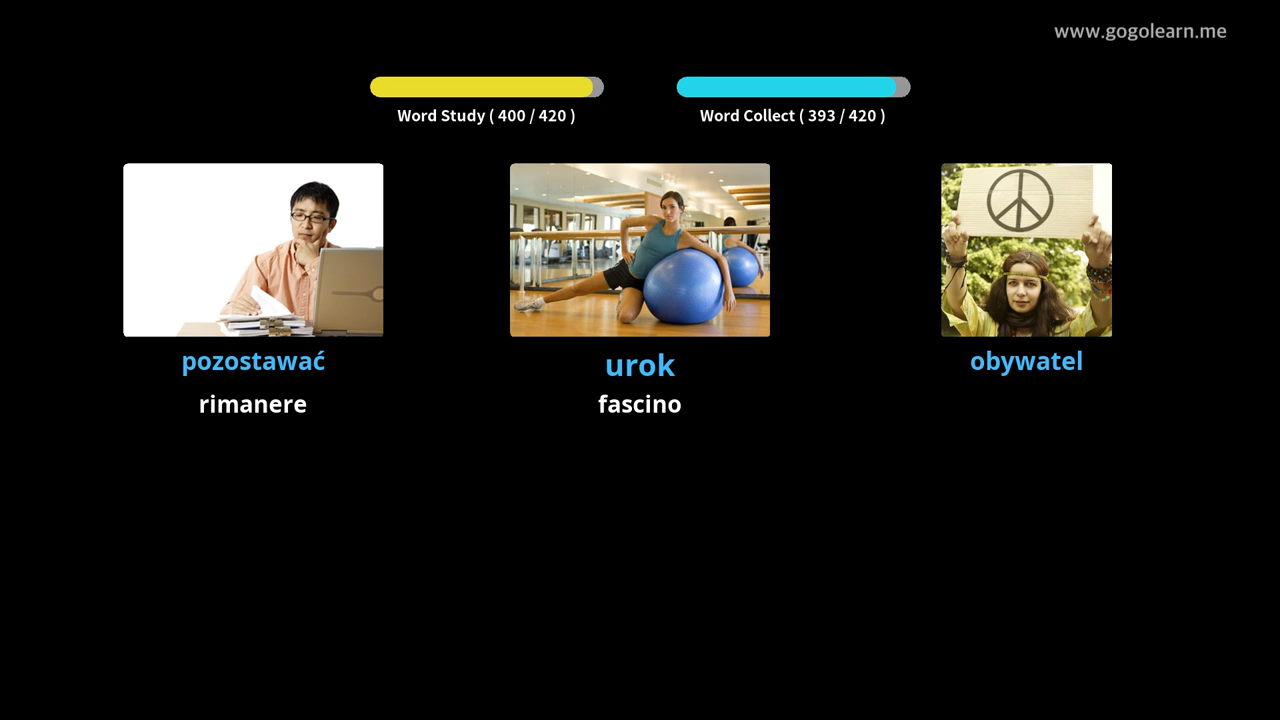 www.gogolearn.me
Word Study ( 400 / 420 )
Word Collect ( 393 / 420 )
pozostawać
urok
obywatel
rimanere
fascino